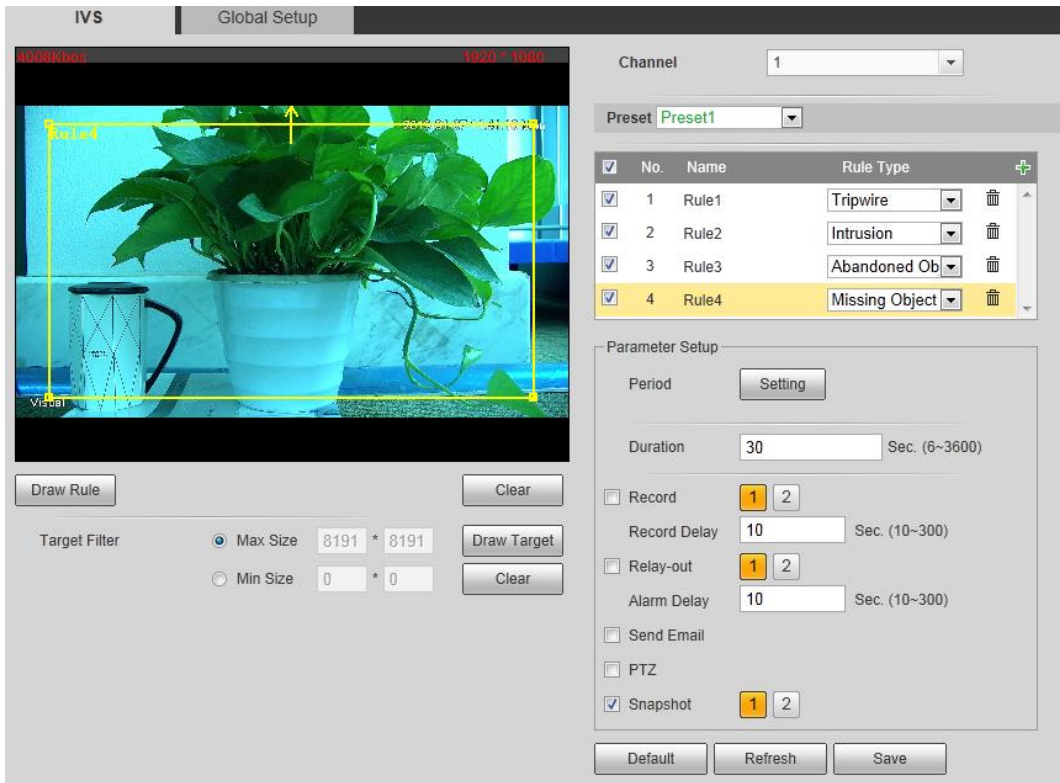 IVS Global Setup
4008Kbps 1920 * 1080
Rule4
Visual
Draw Rule Clear
Target Filter Max Size 8191 * 8191 Draw Target
Min Size 0 * 0 Clear
Channel 1
Preset Preset1
No. Name Rule Type
1 Rule1 Tripwire
2 Rule2 Intrusion
3 Rule3 Abandoned Ob
4 Rule4 Missing Object
Parameter Setup
Period Setting
Duration 30 Sec. (6~3600)
Record 1 2
Record Delay 10 Sec. (10~300)
Relay-out 1 2
Alarm Delay 10 Sec. (10~300)
Send Email
PTZ
Snapshot 1 2
Default Refresh Save